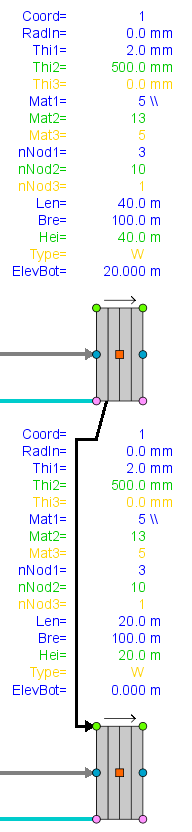 Coord= 1
RadIn= 0.0 mm
Thi1= 2.0 mm
Thi2= 500.0 mm
Thi3= 0.0 mm
Mat1= 5 \\
Mat2= 13
Mat3= 5
nNod1= 3
nNod2= 10
nNod3= 1
Len= 40.0 m
Bre= 100.0 m
Hei= 40.0 m
Type= W
ElevBot= 20.000 m
Coord= 1
RadIn= 0.0 mm
Thi1= 2.0 mm
Thi2= 500.0 mm
Thi3= 0.0 mm
Mat1= 5 \\
Mat2= 13
Mat3= 5
nNod1= 3
nNod2= 10
nNod3= 1
Len= 20.0 m
Bre= 100.0 m
Hei= 20.0 m
Type= W
ElevBot= 0.000 m